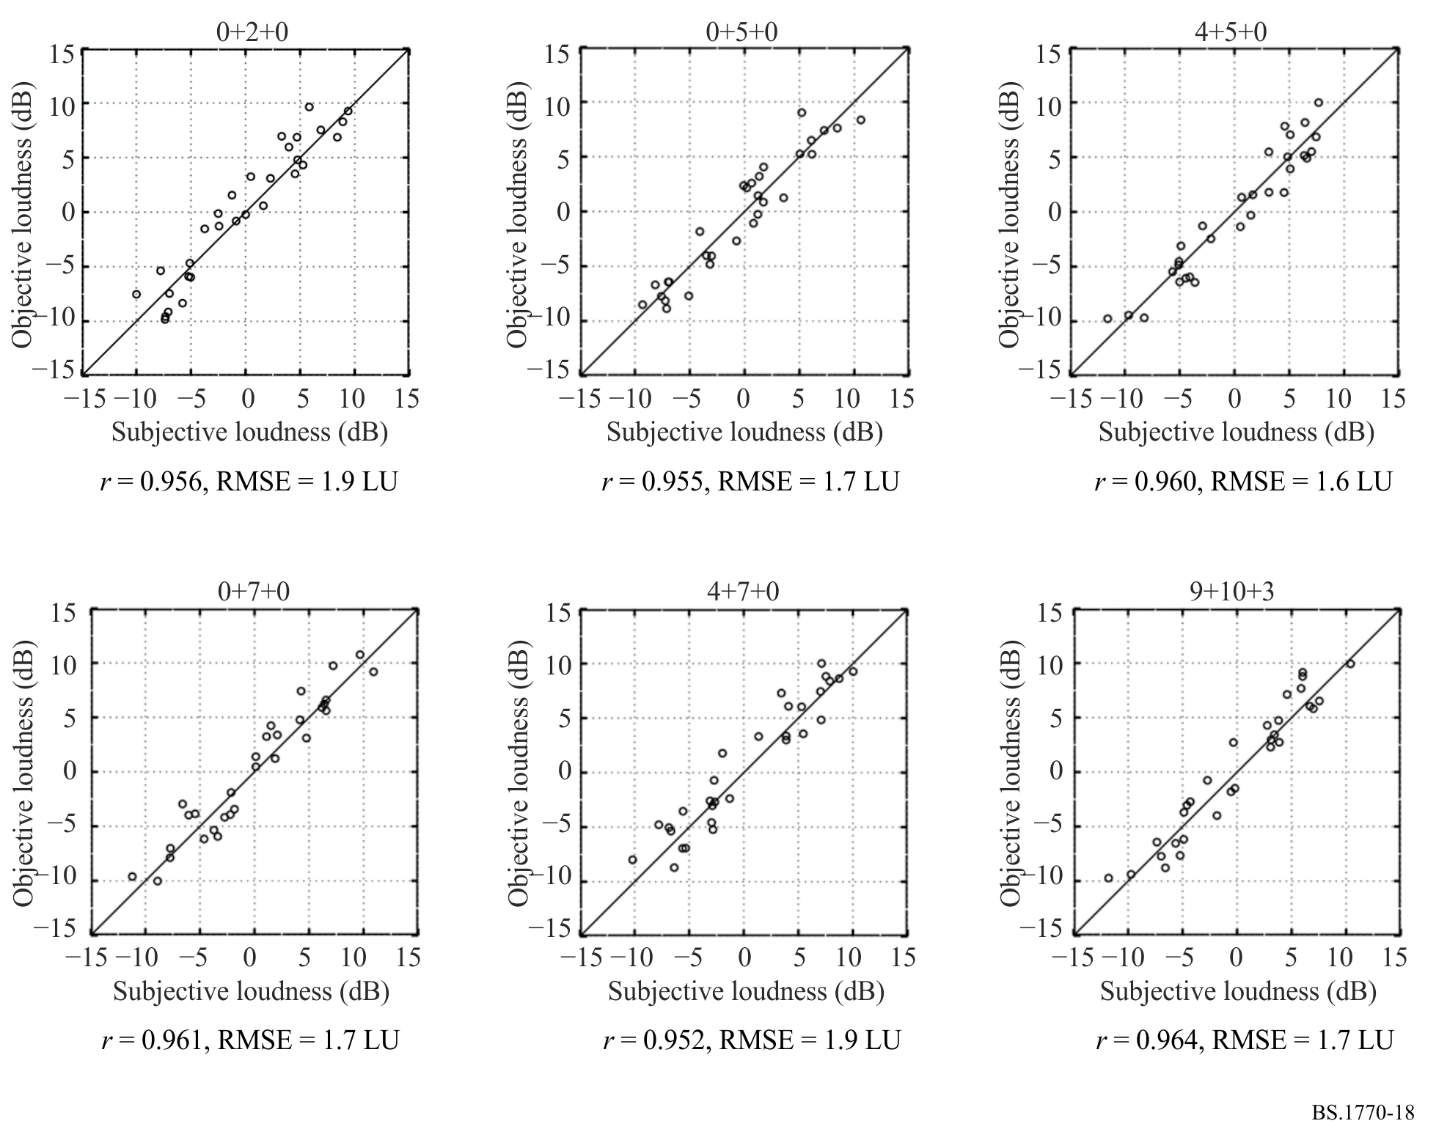 0+2+0
15
10
5
0
−5
−10
−15
Objective loudness (dB)
−15 −10 −5 0 5 10 15
Subjective loudness (dB)
r = 0.956, RMSE = 1.9 LU
0+5+0
15
10
5
0
−5
−10
−15
Objective loudness (dB)
−15 −10 −5 0 5 10 15
Subjective loudness (dB)
r = 0.955, RMSE = 1.7 LU
4+5+0
15
10
5
0
−5
−10
−15
Objective loudness (dB)
−15 −10 −5 0 5 10 15
Subjective loudness (dB)
r = 0.960, RMSE = 1.6 LU
0+7+0
15
10
5
0
−5
−10
−15
Objective loudness (dB)
−15 −10 −5 0 5 10 15
Subjective loudness (dB)
r = 0.961, RMSE = 1.7 LU
4+7+0
15
10
5
0
−5
−10
−15
Objective loudness (dB)
−15 −10 −5 0 5 10 15
Subjective loudness (dB)
r = 0.952, RMSE = 1.9 LU
9+10+3
15
10
5
0
−5
−10
−15
Objective loudness (dB)
−15 −10 −5 0 5 10 15
Subjective loudness (dB)
r = 0.964, RMSE = 1.7 LU
BS.1770-18